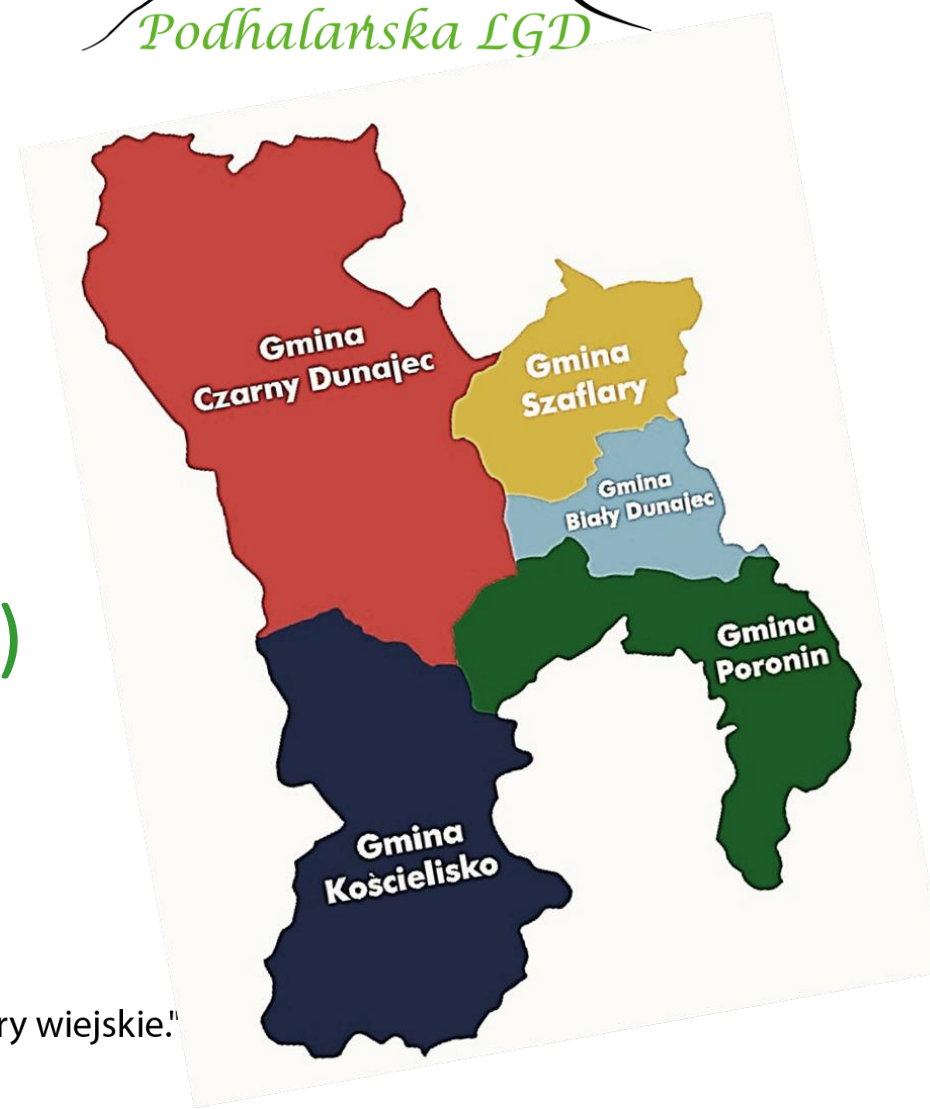 Podhalańska LGD
Gmina
Czarny Dunajec
Gmina
Szaflary
Gmina
Biały Dunajec
)
Gmina
Poronin
Gmina
Kościelisko
ry wiejskie."